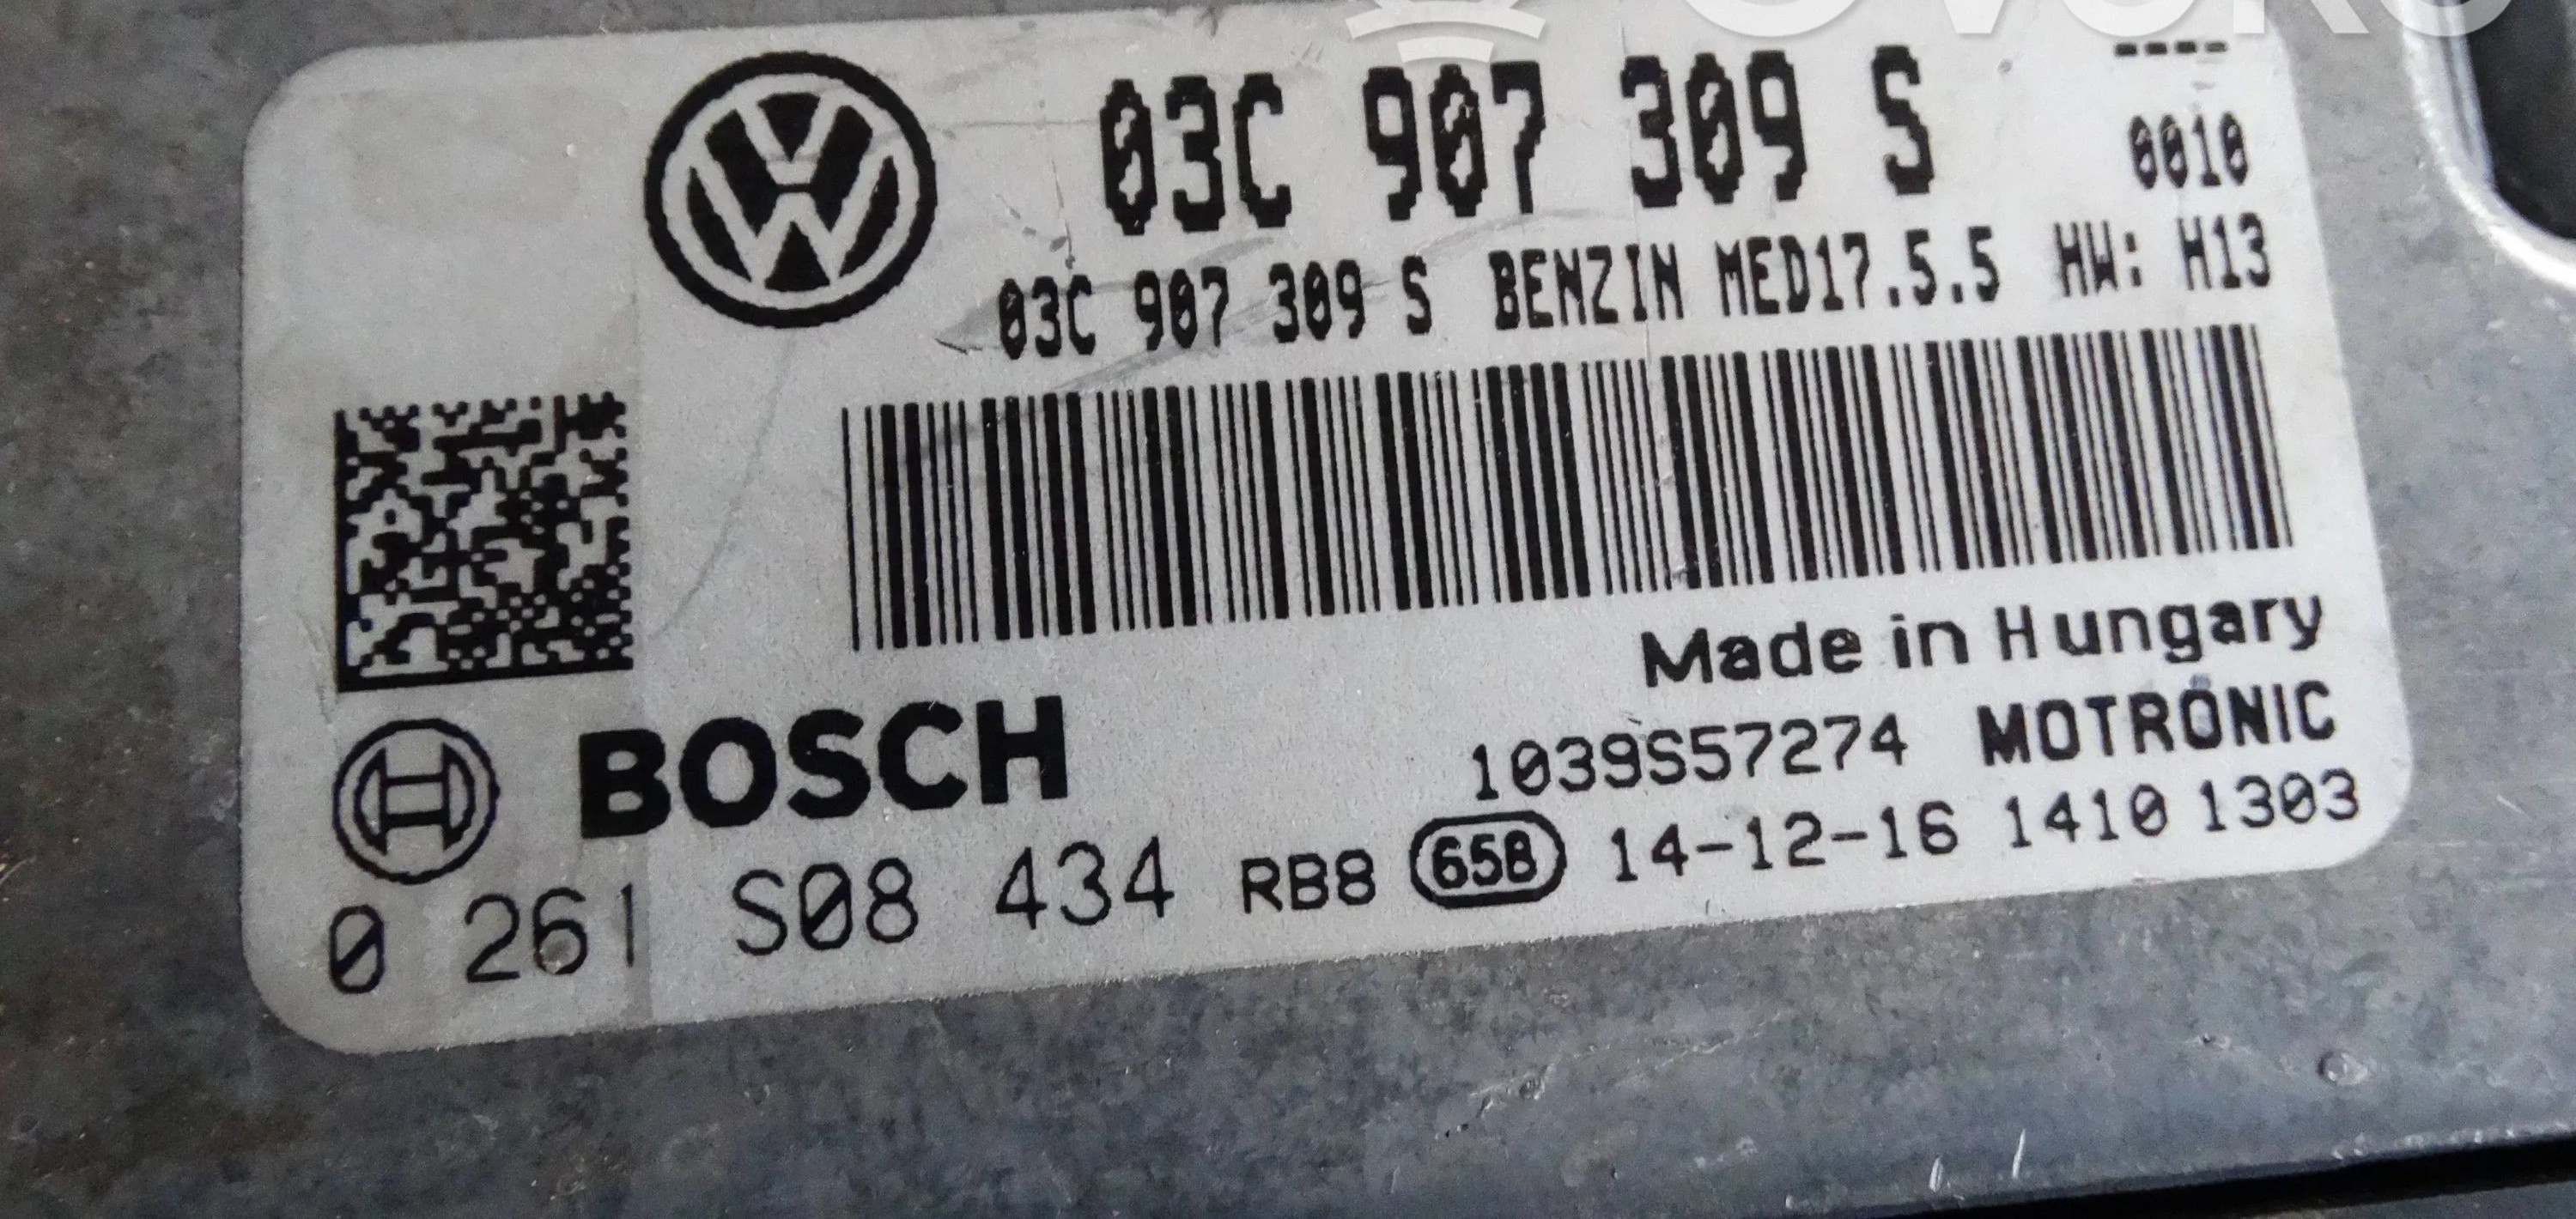 03C 907 309 S
----
0010
03C 907 309 S BENZIN MED17.5.5 HW: H13
Made in Hungary
BOSCH
1039S57274 MOTRONIC
0 261 S08 434 RB8 658 14-12-16 1410 1303